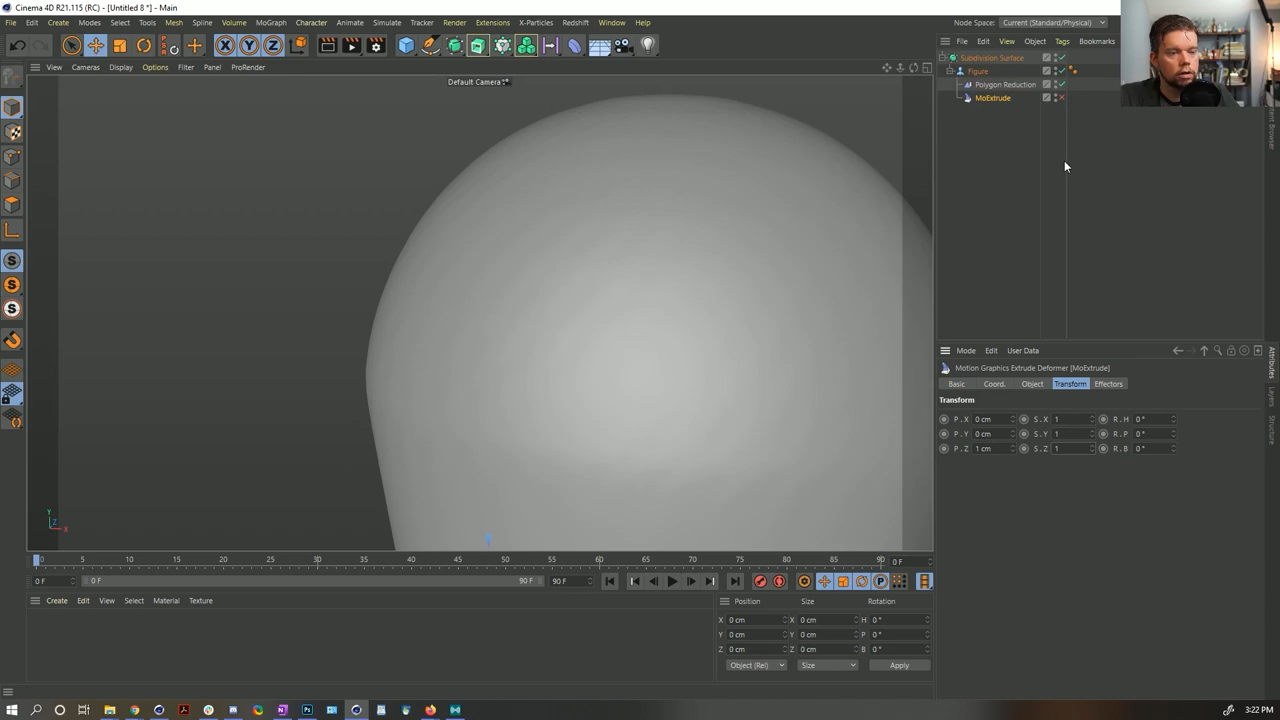 Cinema 4D R21.115 (RC) - [Untitled 8 *] - Main
File Edit Create Modes Select Tools Mesh Spline Volume MoGraph Character Animate Simulate Tracker Render Extensions X-Particles Redshift Window Help
Node Space: Current (Standard/Physical)
File Edit View Object Tags Bookmarks
View Cameras Display Options Filter Panel ProRender
Default Camera
Subdivision Surface
Figure
Polygon Reduction
MoExtrude
Mode Edit User Data
Motion Graphics Extrude Deformer [MoExtrude]
Basic Coord. Object Transform Effectors
Transform
P . X 0 cm S . X 1 R . H 0 °
P . Y 0 cm S . Y 1 R . P 0 °
P . Z 1 cm S . Z 1 R . B 0 °
Attributes
Layers
Structure
X
Y
Z
0 5 10 15 20 25 30 35 40 45 50 55 60 65 70 75 80 85 90 0 F
0 F 0 F 90 F 90 F
Create Edit View Select Material Texture
Position Size Rotation
X 0 cm X 0 cm H 0 °
Y 0 cm Y 0 cm P 0 °
Z 0 cm Z 0 cm B 0 °
Object (Rel) Size Apply
3:22 PM